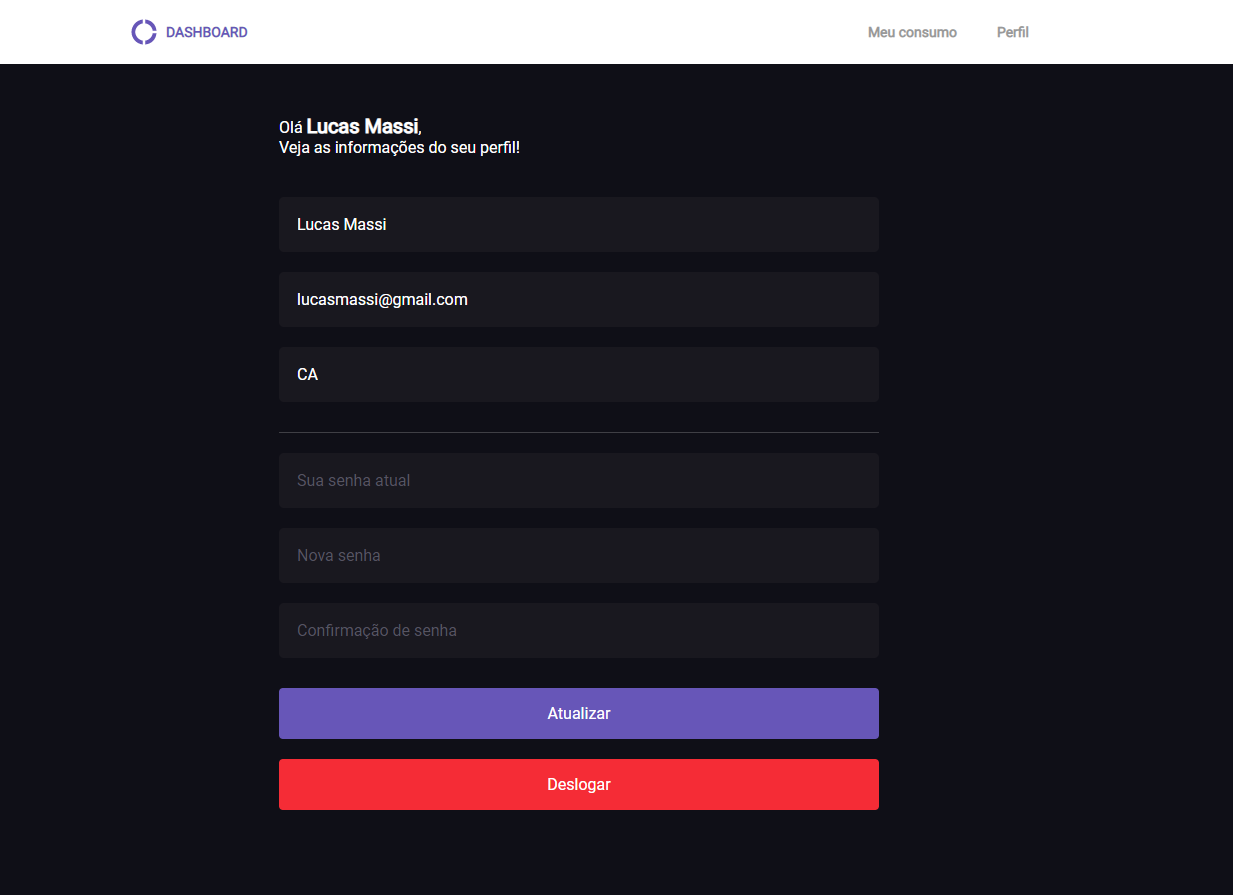 DASHBOARD
Meu consumo
Perfil
Olá Lucas Massi,
Veja as informações do seu perfil!
Lucas Massi
lucasmassi@gmail.com
CA
Sua senha atual
Nova senha
Confirmação de senha
Atualizar
Deslogar